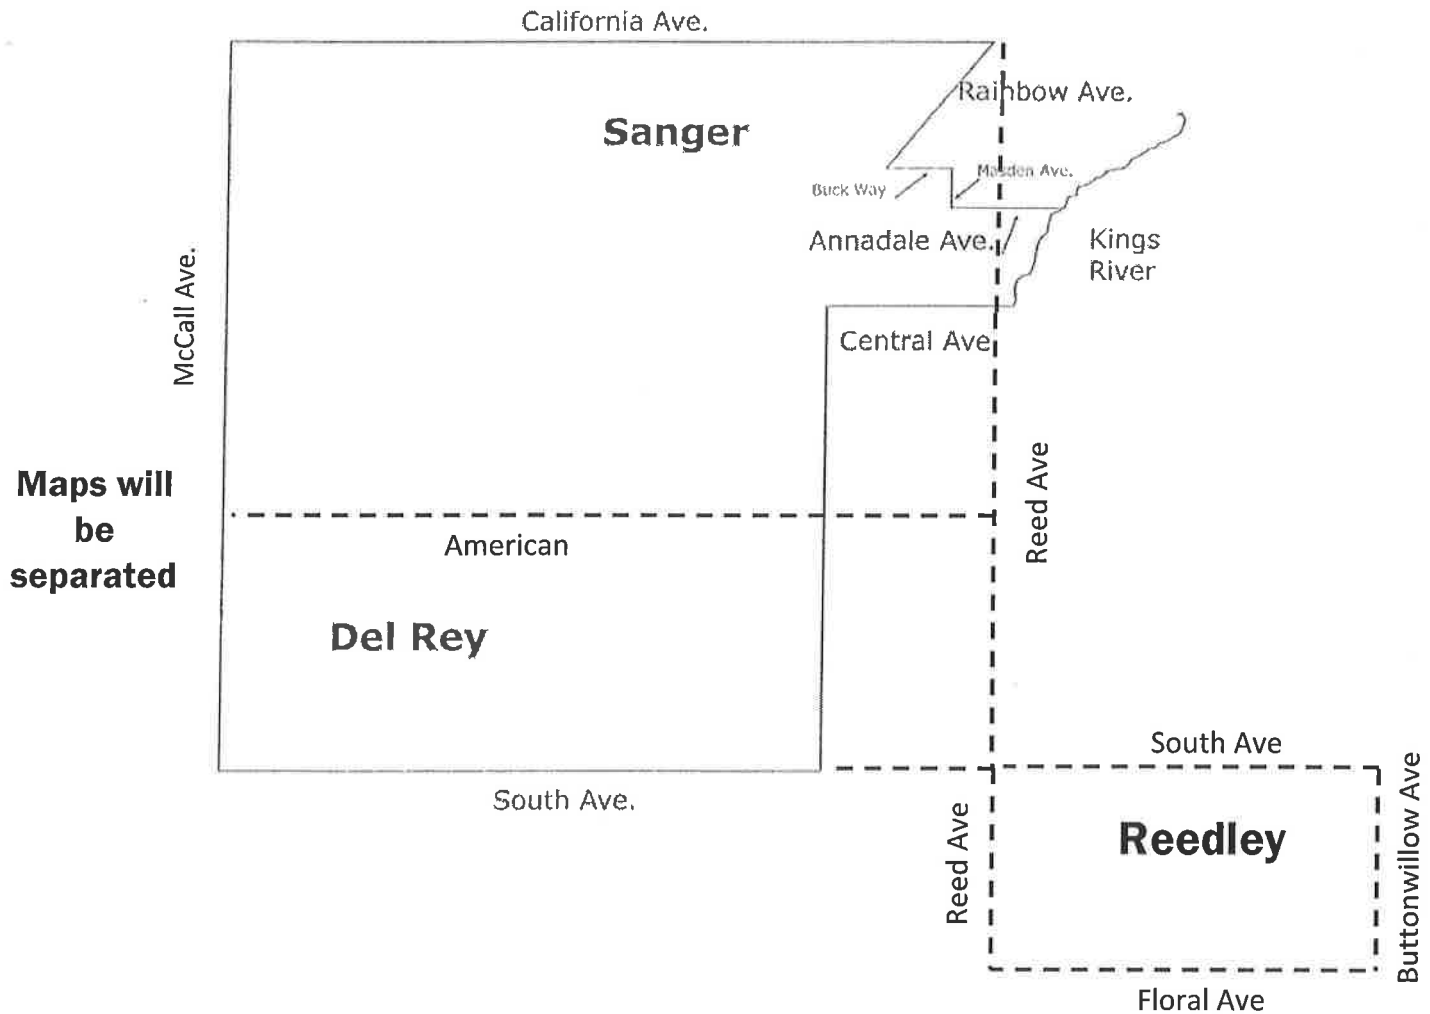 California Ave.
Rainbow Ave.
Sanger
Masden Ave.
Buck Way
Annadale Ave.
Kings
River
McCall Ave.
Central Ave
Maps will
be
separated
Reed Ave
American
Del Rey
South Ave
South Ave.
Reed Ave
Reedley
Buttonwillow Ave
Floral Ave